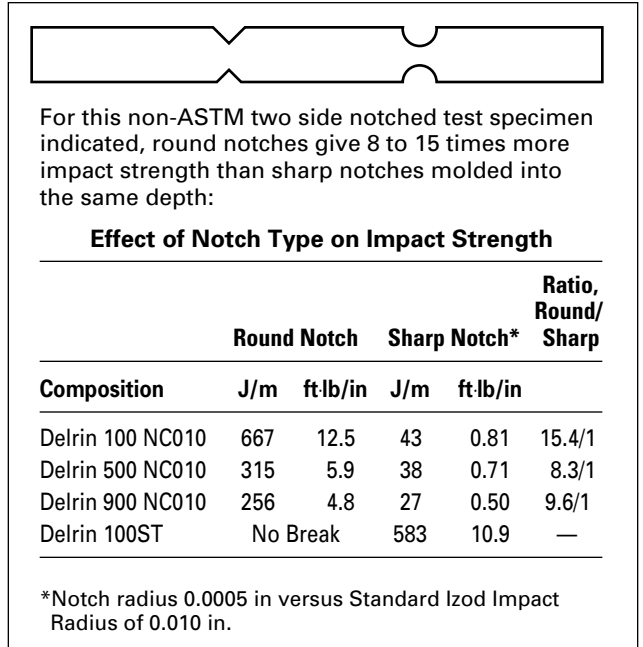 For this non-ASTM two side notched test specimen
indicated, round notches give 8 to 15 times more
impact strength than sharp notches molded into
the same depth:
Effect of Notch Type on Impact Strength
Ratio,
Round/
Round Notch Sharp Notch* Sharp
Composition J/m ft·lb/in J/m ft·lb/in
Delrin 100 NC010 667 12.5 43 0.81 15.4/1
Delrin 500 NC010 315 5.9 38 0.71 8.3/1
Delrin 900 NC010 256 4.8 27 0.50 9.6/1
Delrin 100ST No Break 583 10.9 —
*Notch radius 0.0005 in versus Standard Izod Impact
Radius of 0.010 in.